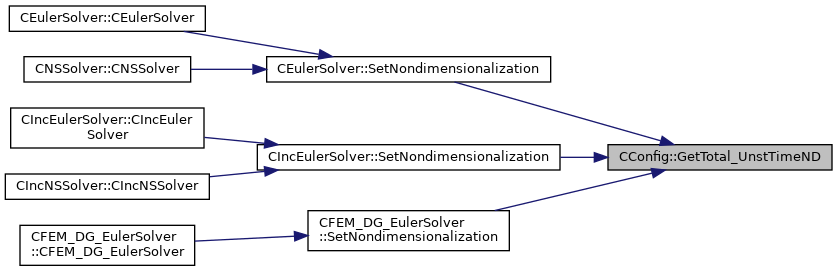 CEulerSolver::CEulerSolver
CNSSolver::CNSSolver
CEulerSolver::SetNondimensionalization
CIncEulerSolver::CIncEuler
Solver
CIncEulerSolver::SetNondimensionalization
CConfig::GetTotal_UnstTimeND
CIncNSSolver::CIncNSSolver
CFEM_DG_EulerSolver
::SetNondimensionalization
CFEM_DG_EulerSolver
::CFEM_DG_EulerSolver